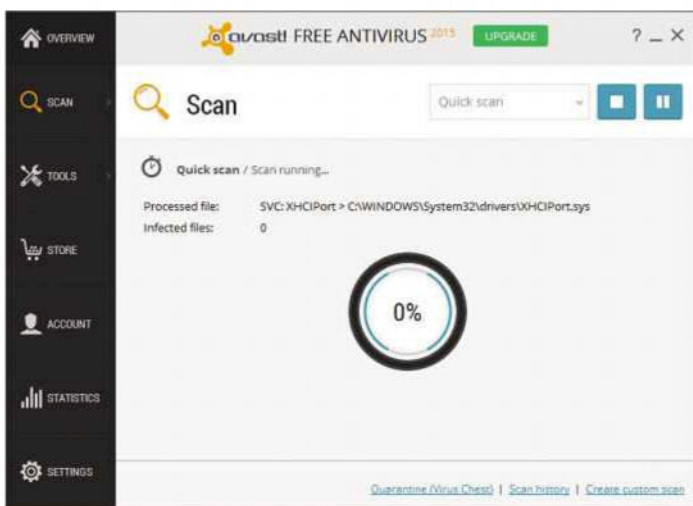 OVERVIEW
avast! FREE ANTIVIRUS 2015 UPGRADE ? _ ×
SCAN
Scan
Quick scan
Quick scan / Scan running...
TOOLS
Processed file: SVC: XHCIPort > C:\WINDOWS\System32\drivers\XHCIPort.sys
Infected files: 0
STORE
0%
ACCOUNT
STATISTICS
SETTINGS
Quarantine (Virus Chest) | Scan history | Create custom scan